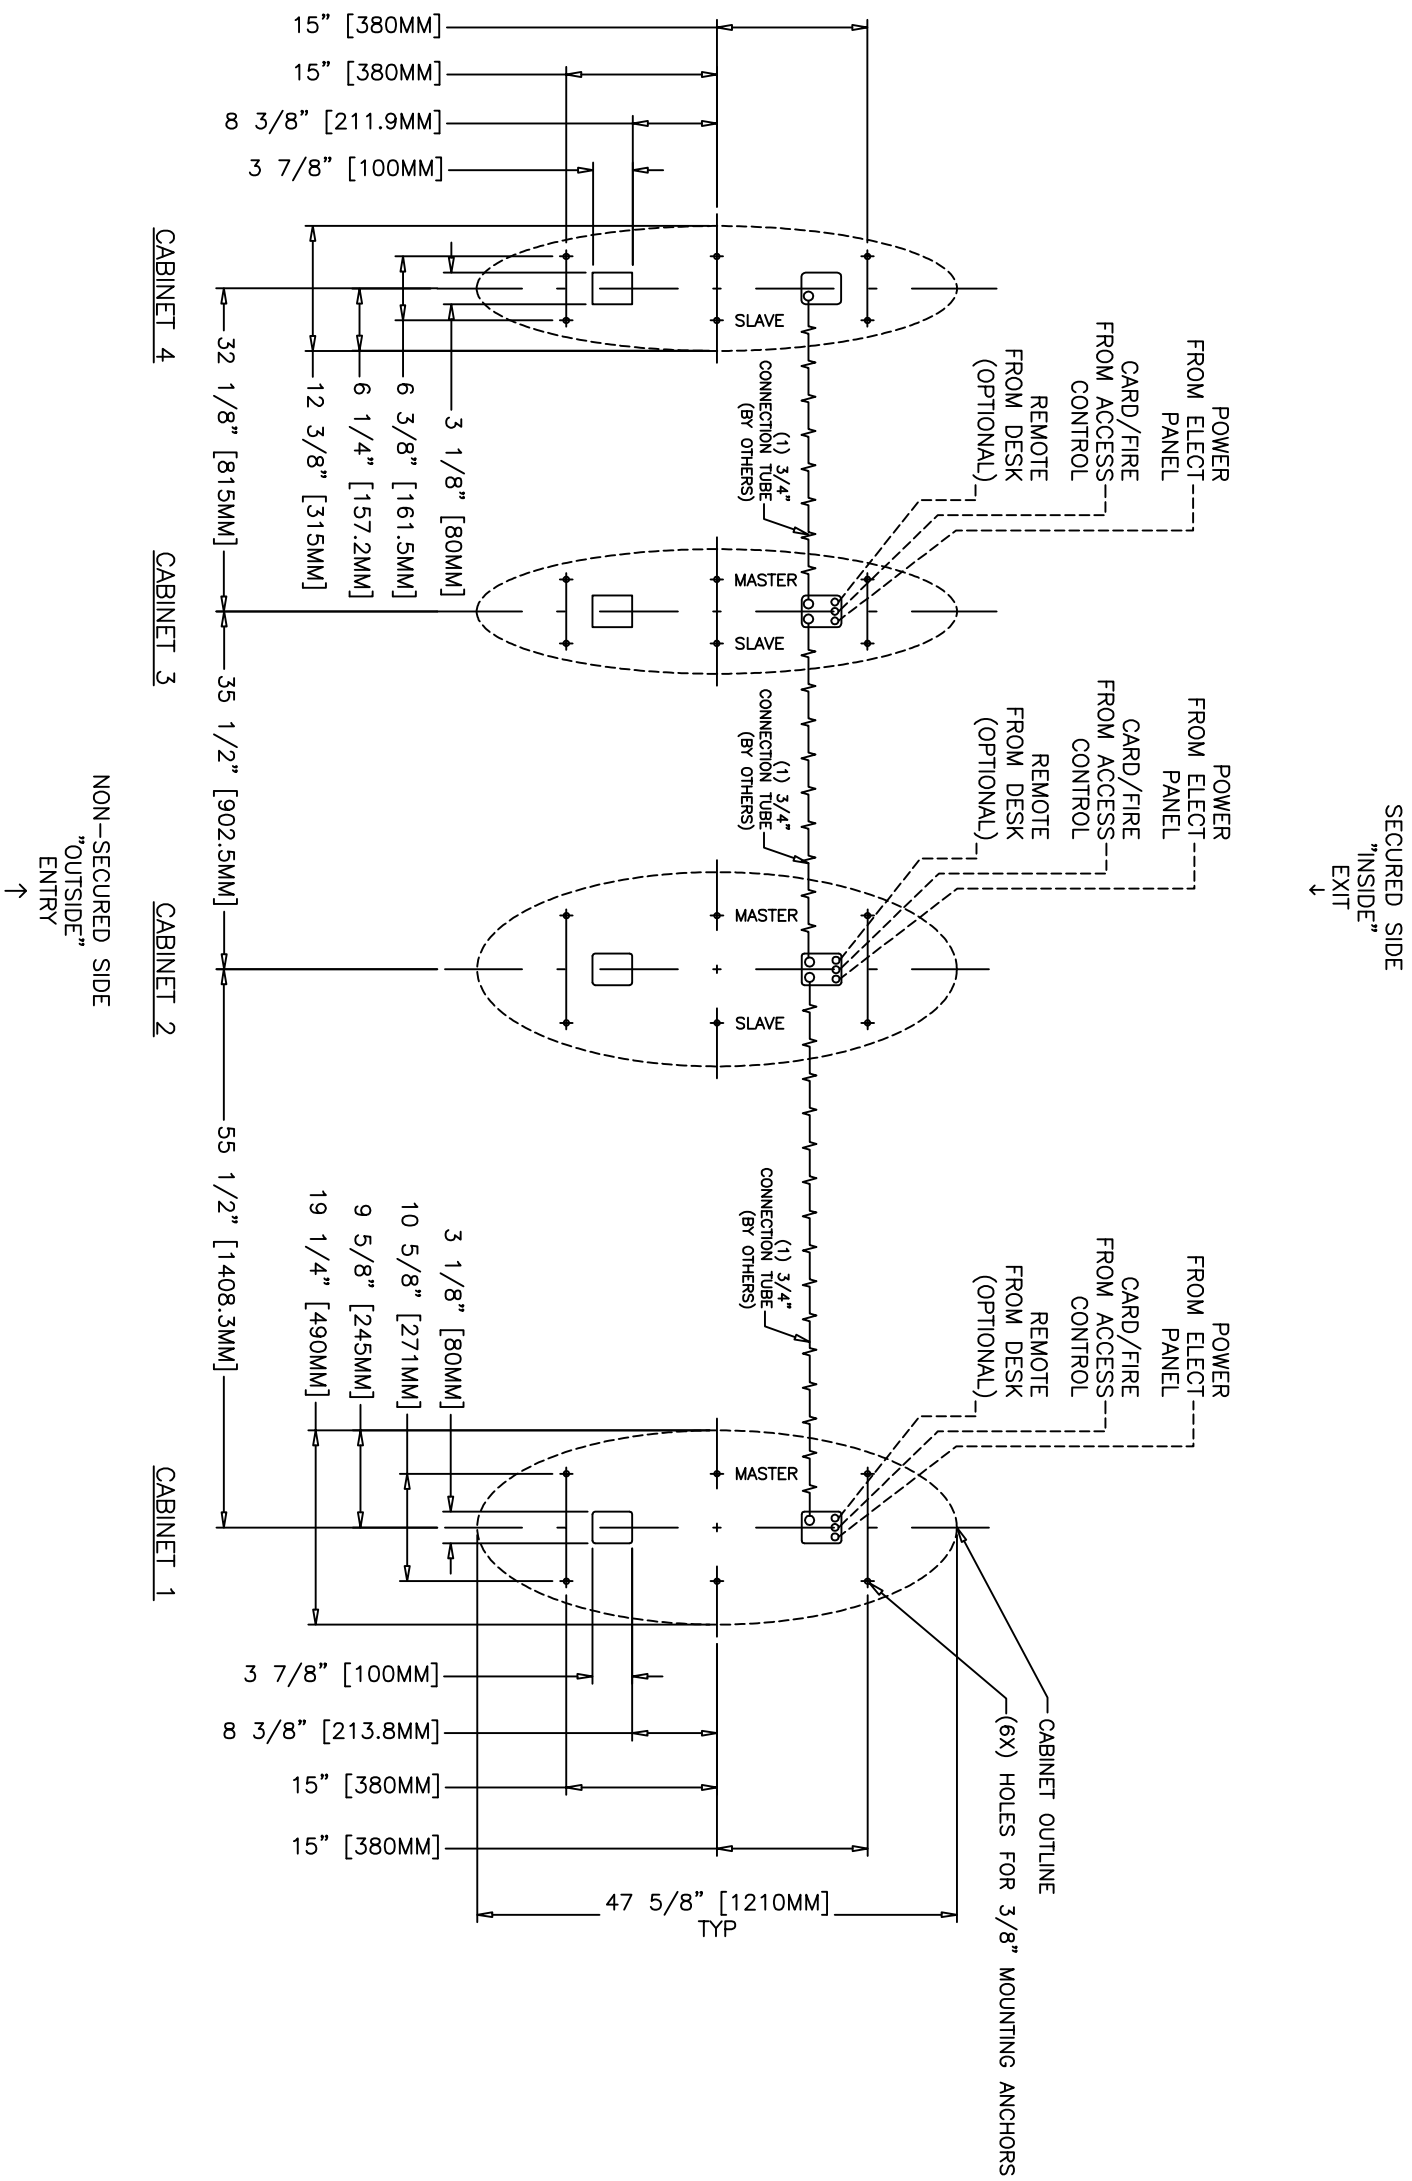 SECURED SIDE
"INSIDE"
EXIT
↓
POWER
FROM ELECT
PANEL
CARD/FIRE
FROM ACCESS
CONTROL
REMOTE
FROM DESK
(OPTIONAL)
POWER
FROM ELECT
PANEL
CARD/FIRE
FROM ACCESS
CONTROL
REMOTE
FROM DESK
(OPTIONAL)
POWER
FROM ELECT
PANEL
CARD/FIRE
FROM ACCESS
CONTROL
REMOTE
FROM DESK
(OPTIONAL)
CABINET OUTLINE
(6X) HOLES FOR 3/8" MOUNTING ANCHORS
(1) 3/4"
CONNECTION TUBE
(BY OTHERS)
(1) 3/4"
CONNECTION TUBE
(BY OTHERS)
(1) 3/4"
CONNECTION TUBE
(BY OTHERS)
SLAVE
MASTER
SLAVE
MASTER
SLAVE
MASTER
15" [380MM]
15" [380MM]
8 3/8" [211.9MM]
3 7/8" [100MM]
3 1/8" [80MM]
6 3/8" [161.5MM]
6 1/4" [157.2MM]
12 3/8" [315MM]
3 1/8" [80MM]
10 5/8" [271MM]
9 5/8" [245MM]
19 1/4" [490MM]
3 7/8" [100MM]
8 3/8" [213.8MM]
15" [380MM]
15" [380MM]
47 5/8" [1210MM]
TYP
32 1/8" [815MM]
35 1/2" [902.5MM]
55 1/2" [1408.3MM]
CABINET 4
CABINET 3
CABINET 2
CABINET 1
NON-SECURED SIDE
"OUTSIDE"
ENTRY
↑